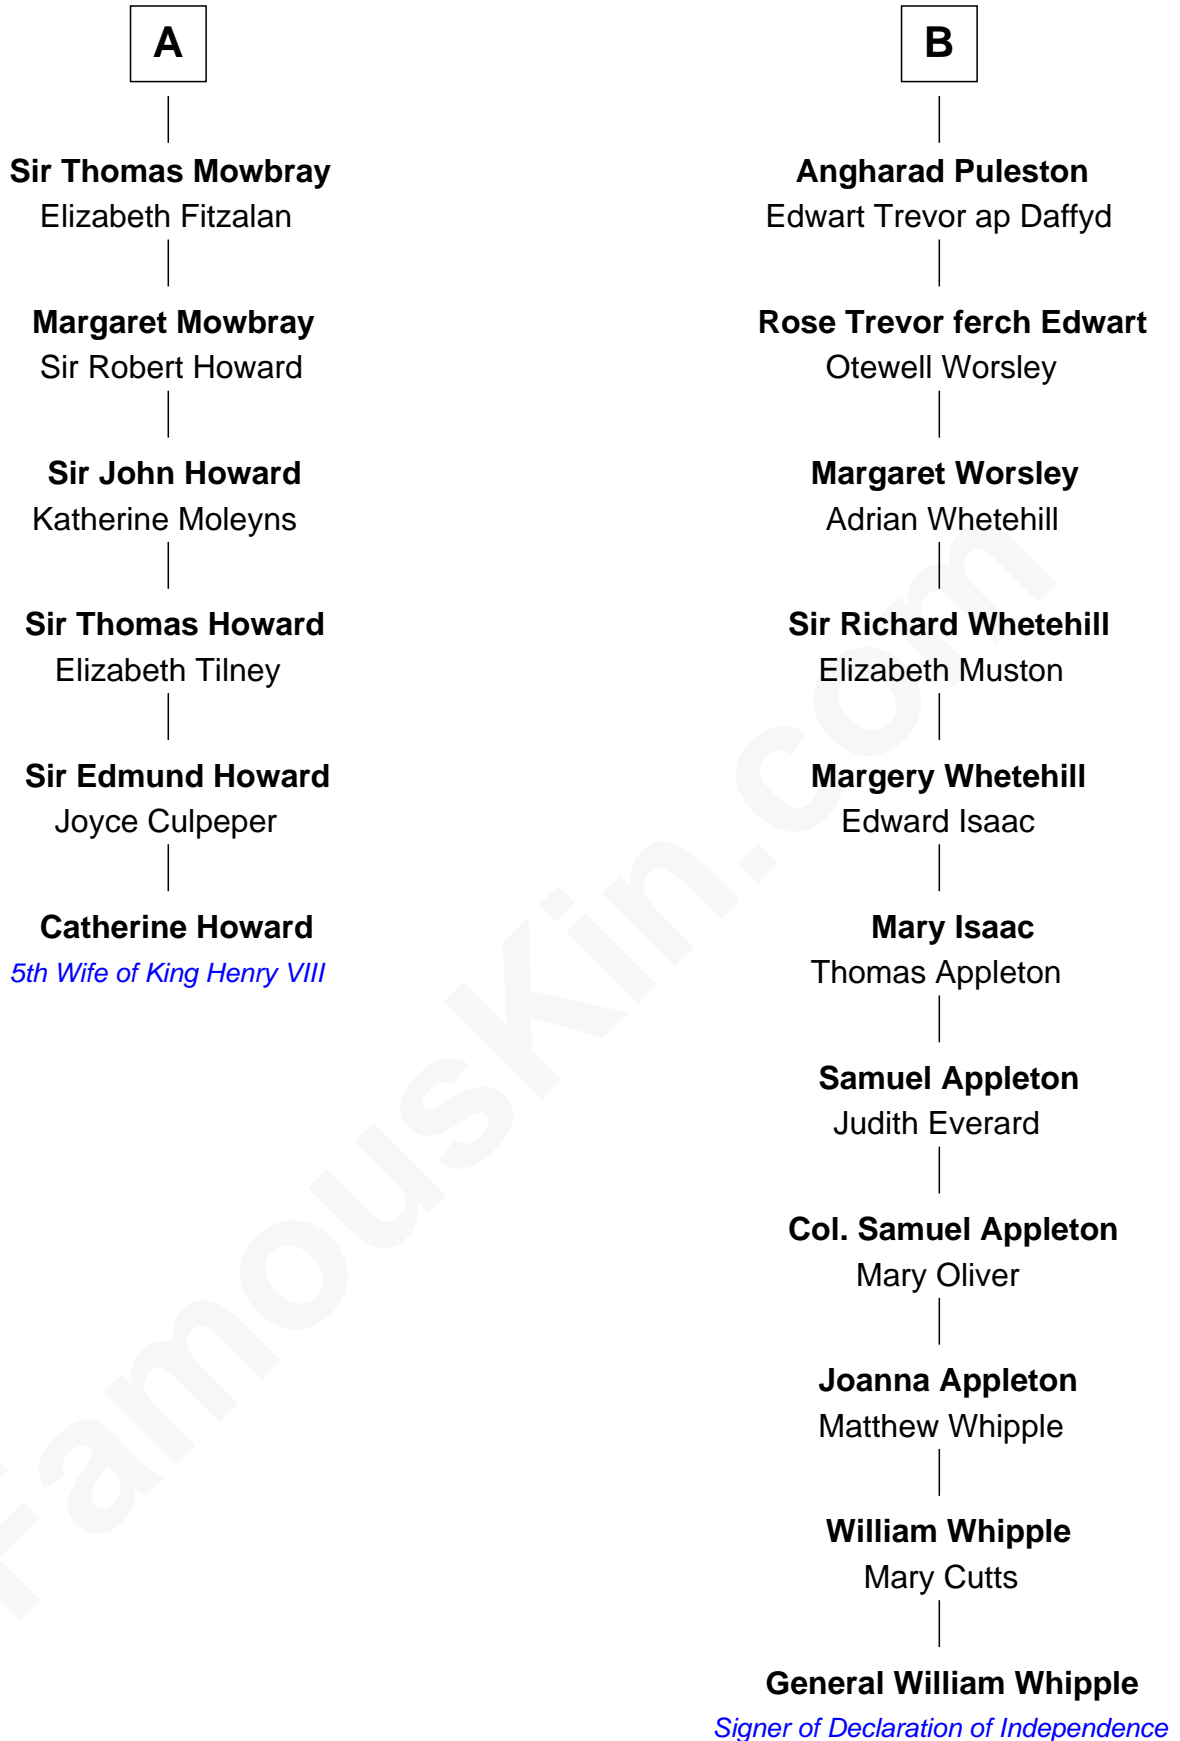 A
Sir Thomas Mowbray
Elizabeth Fitzalan
Margaret Mowbray
Sir Robert Howard
Sir John Howard
Katherine Moleyns
Sir Thomas Howard
Elizabeth Tilney
Sir Edmund Howard
Joyce Culpeper
Catherine Howard
5th Wife of King Henry VIII
B
Angharad Puleston
Edwart Trevor ap Daffyd
Rose Trevor ferch Edwart
Otewell Worsley
Margaret Worsley
Adrian Whetehill
Sir Richard Whetehill
Elizabeth Muston
Margery Whetehill
Edward Isaac
Mary Isaac
Thomas Appleton
Samuel Appleton
Judith Everard
Col. Samuel Appleton
Mary Oliver
Joanna Appleton
Matthew Whipple
William Whipple
Mary Cutts
General William Whipple
Signer of Declaration of Independence
FamousKin.com